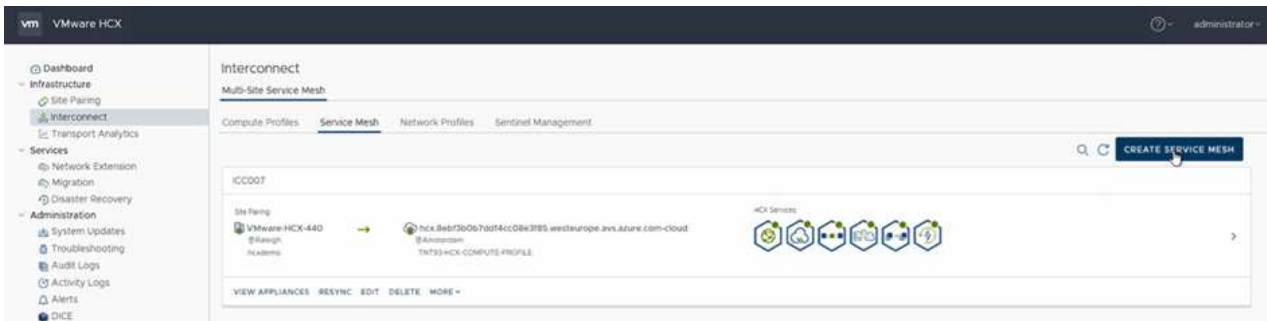 vm VMware HCX
administrator
Dashboard
Infrastructure
Site Pairing
Interconnect
Transport Analytics
Services
Network Extension
Migration
Disaster Recovery
Administration
System Updates
Troubleshooting
Audit Logs
Activity Logs
Alerts
DICE
Interconnect
Multi-Site Service Mesh
Compute Profiles Service Mesh Network Profiles Sentinel Management
CREATE SERVICE MESH
ICC007
Site Pairing
HCX Services
VMware-HCX-440
Raleigh
TNT93-HCX-COMPUTE-PROFILE
Amsterdam
VIEW APPLIANCES RESYNC EDIT DELETE MORE